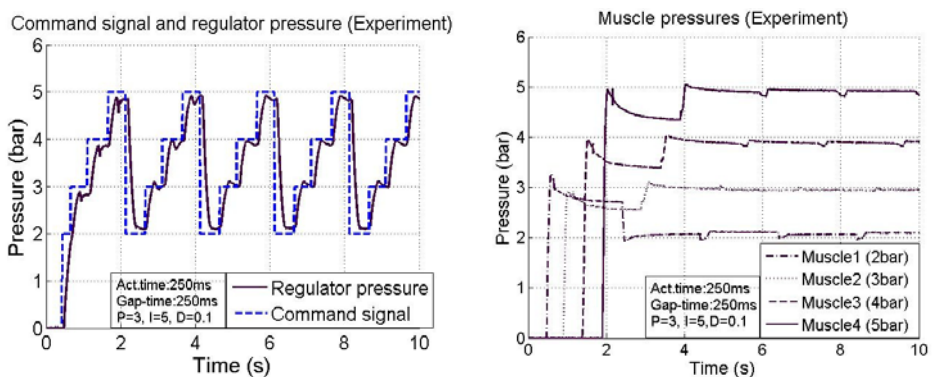 Command signal and regulator pressure (Experiment)
6
5
4
3
2
1
0
Pressure (bar)
0 2 4 6 8 10
Time (s)
Act.time:250ms
Gap-time:250ms
P=3, I=5, D=0.1
Regulator pressure
Command signal
Muscle pressures (Experiment)
6
5
4
3
2
1
0
Pressure (bar)
0 2 4 6 8 10
Time (s)
Act.time:250ms
Gap-time:250ms
P=3, I=5,D=0.1
Muscle1 (2bar)
Muscle2 (3bar)
Muscle3 (4bar)
Muscle4 (5bar)